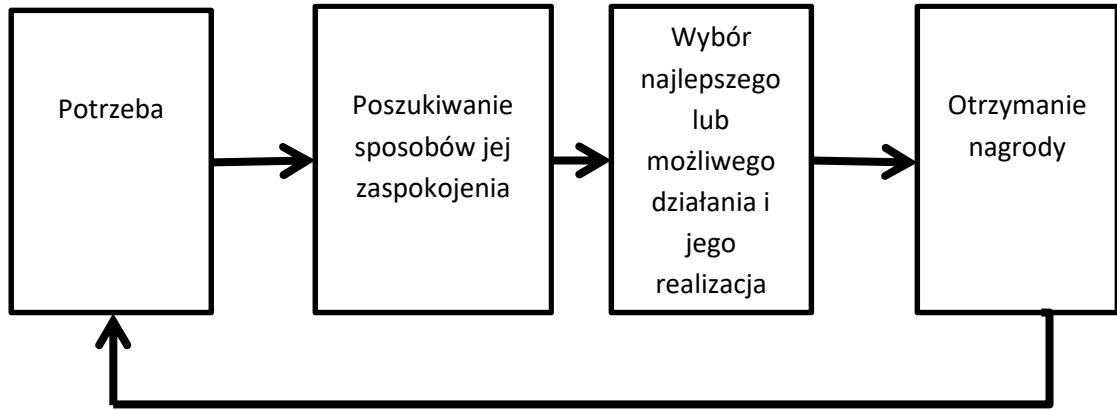 Potrzeba
Poszukiwanie
sposobów jej
zaspokojenia
Wybór
najlepszego
lub
możliwego
działania i
jego
realizacja
Otrzymanie
nagrody